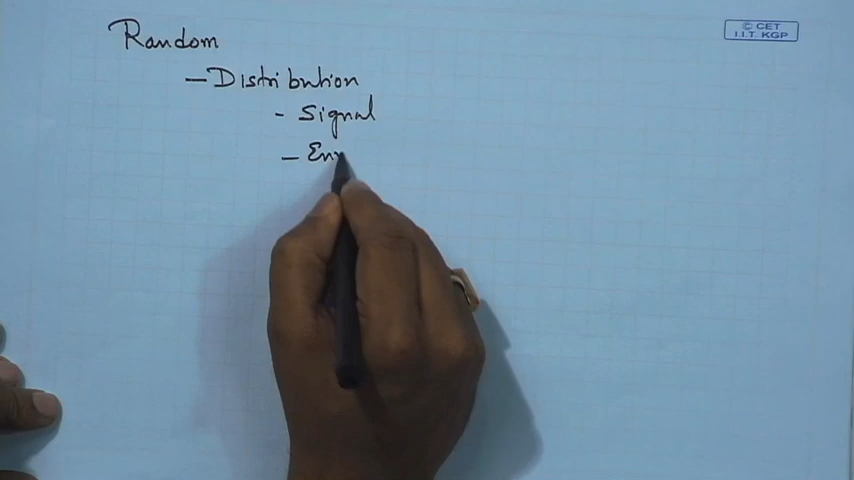 Random
© CET
I.I.T. KGP
- Distribution
- Signal